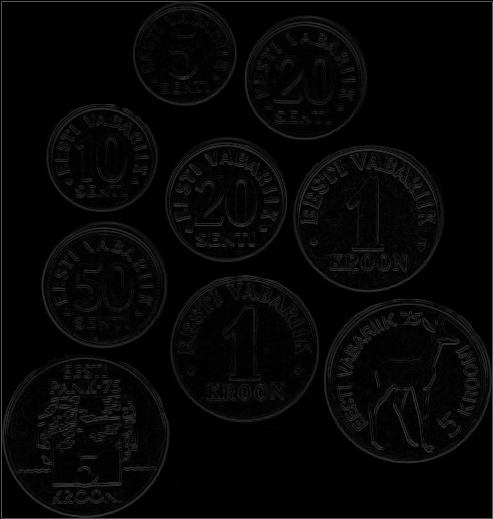 EESTI VABARIIK
5
SENTI
EESTI VABARIIK
20
SENTI
EESTI VABARIIK
10
SENTI
EESTI VABARIIK
20
SENTI
EESTI VABARIIK
1
KROON
EESTI VABARIIK
50
SENTI
EESTI VABARIIK
1
KROON
EESTI VABARIIK 75
5 KROONI
EESTI
PANK·75
5
KROONI